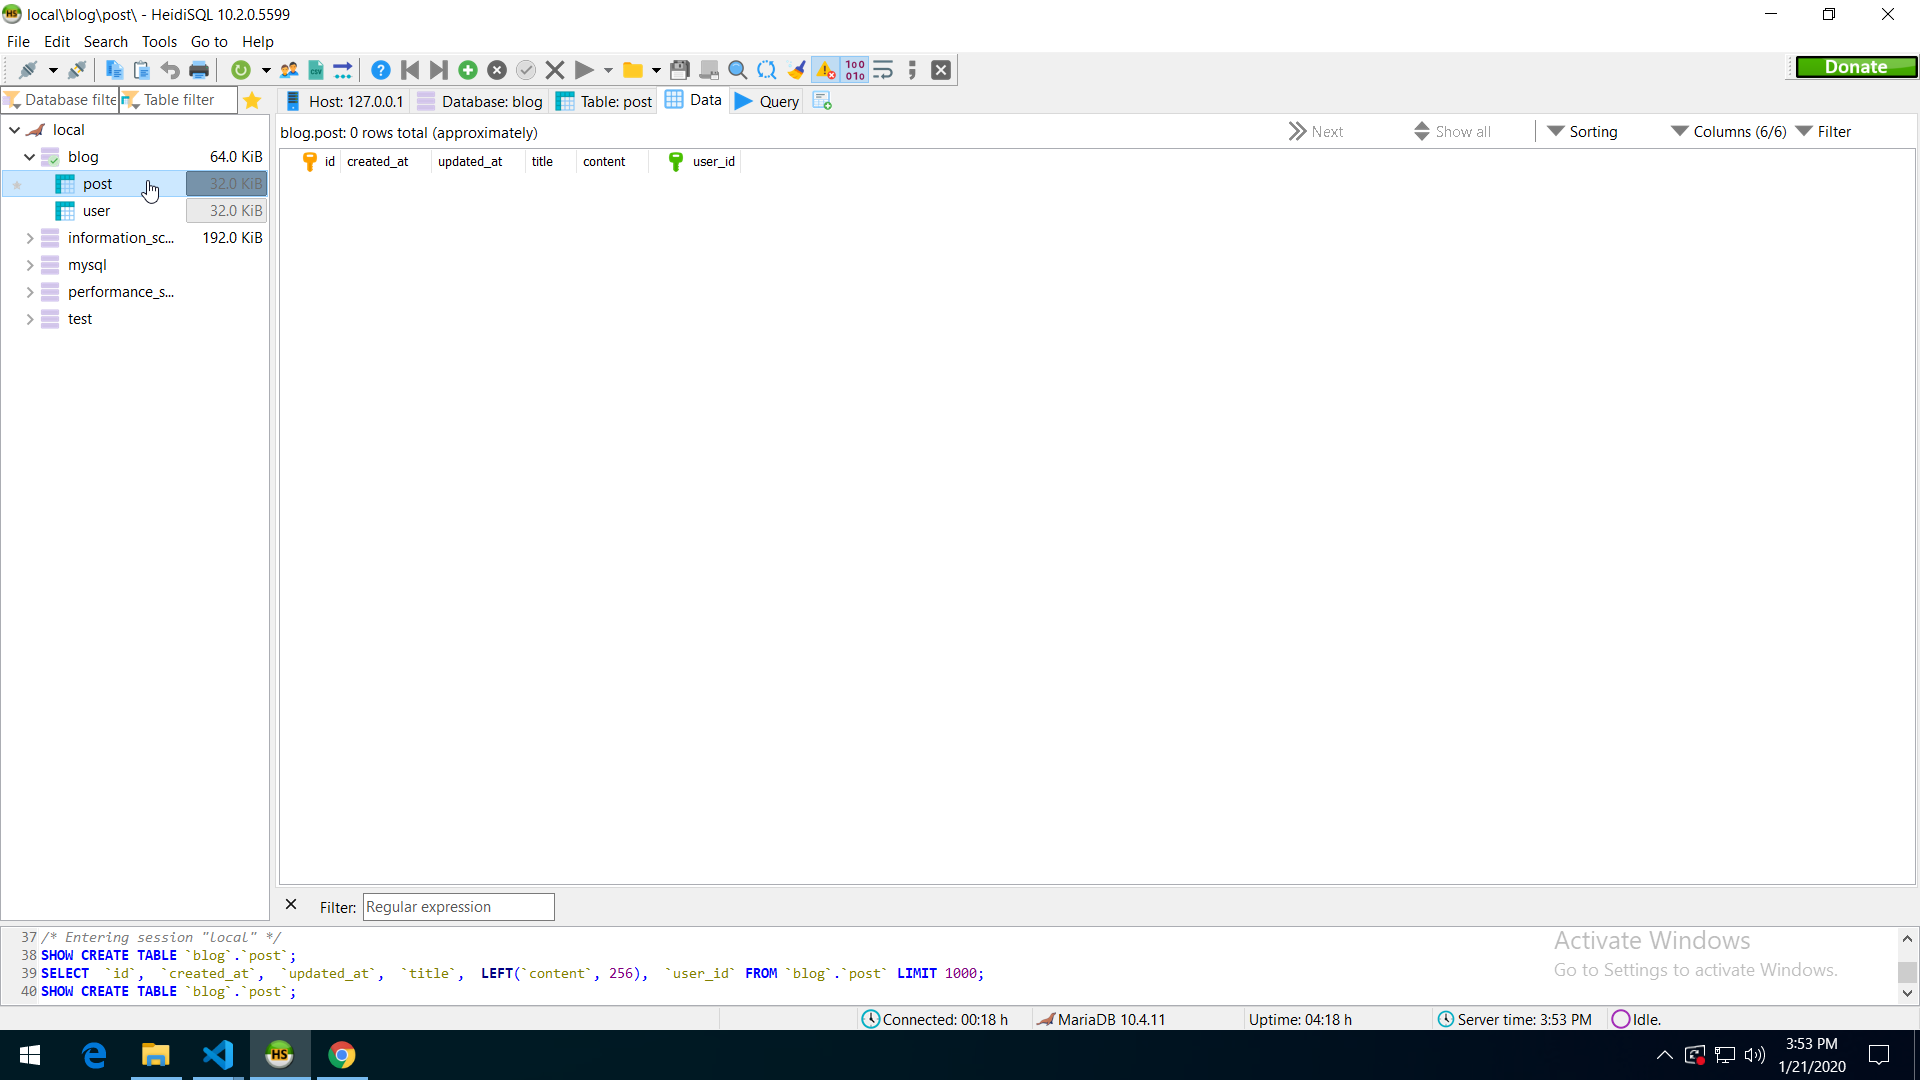 local\blog\post\ - HeidiSQL 10.2.0.5599
File Edit Search Tools Go to Help
Donate
Database filte Table filter
Host: 127.0.0.1 Database: blog Table: post Data Query
blog.post: 0 rows total (approximately) Next Show all Sorting Columns (6/6) Filter
id created_at updated_at title content user_id
local
blog 64.0 KiB
post 32.0 KiB
user 32.0 KiB
information_sc... 192.0 KiB
mysql
performance_s...
test
Filter: Regular expression
37 /* Entering session "local" */
38 SHOW CREATE TABLE `blog`.`post`;
39 SELECT `id`, `created_at`, `updated_at`, `title`, LEFT(`content`, 256), `user_id` FROM `blog`.`post` LIMIT 1000;
40 SHOW CREATE TABLE `blog`.`post`;
Activate Windows
Go to Settings to activate Windows.
Connected: 00:18 h MariaDB 10.4.11 Uptime: 04:18 h Server time: 3:53 PM Idle.
HS
3:53 PM
1/21/2020